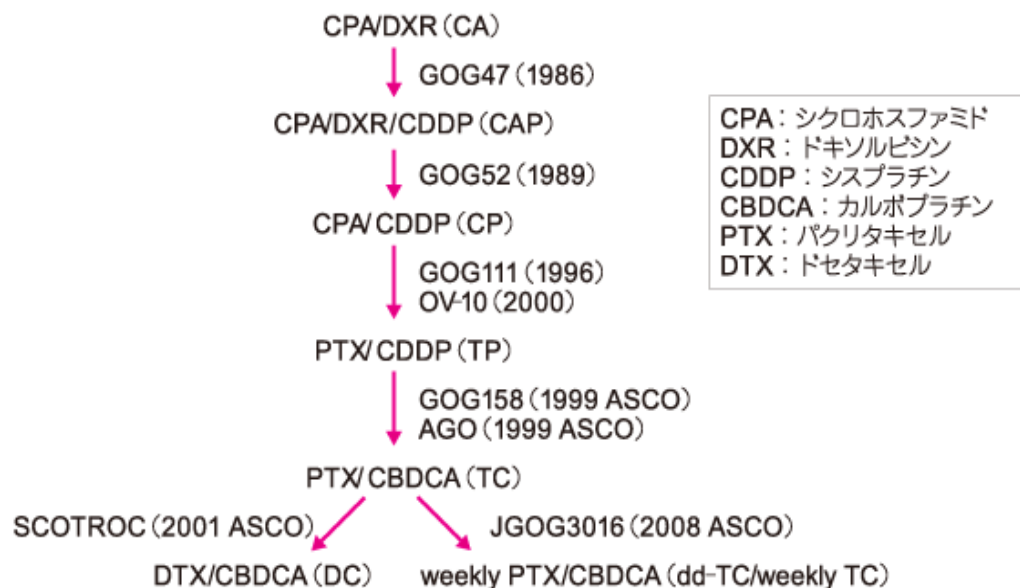 CPA/DXR(CA)
GOG47(1986)
CPA/DXR/CDDP(CAP)
GOG52(1989)
CPA/CDDP(CP)
GOG111(1996)
OV-10(2000)
PTX/CDDP(TP)
GOG158(1999 ASCO)
AGO(1999 ASCO)
PTX/CBDCA(TC)
SCOTROC(2001 ASCO)
JGOG3016(2008 ASCO)
DTX/CBDCA(DC)
weekly PTX/CBDCA(dd-TC/weekly TC)
CPA:シクロホスファミド
DXR:ドキソルビシン
CDDP:シスプラチン
CBDCA:カルボプラチン
PTX:パクリタキセル
DTX:ドセタキセル